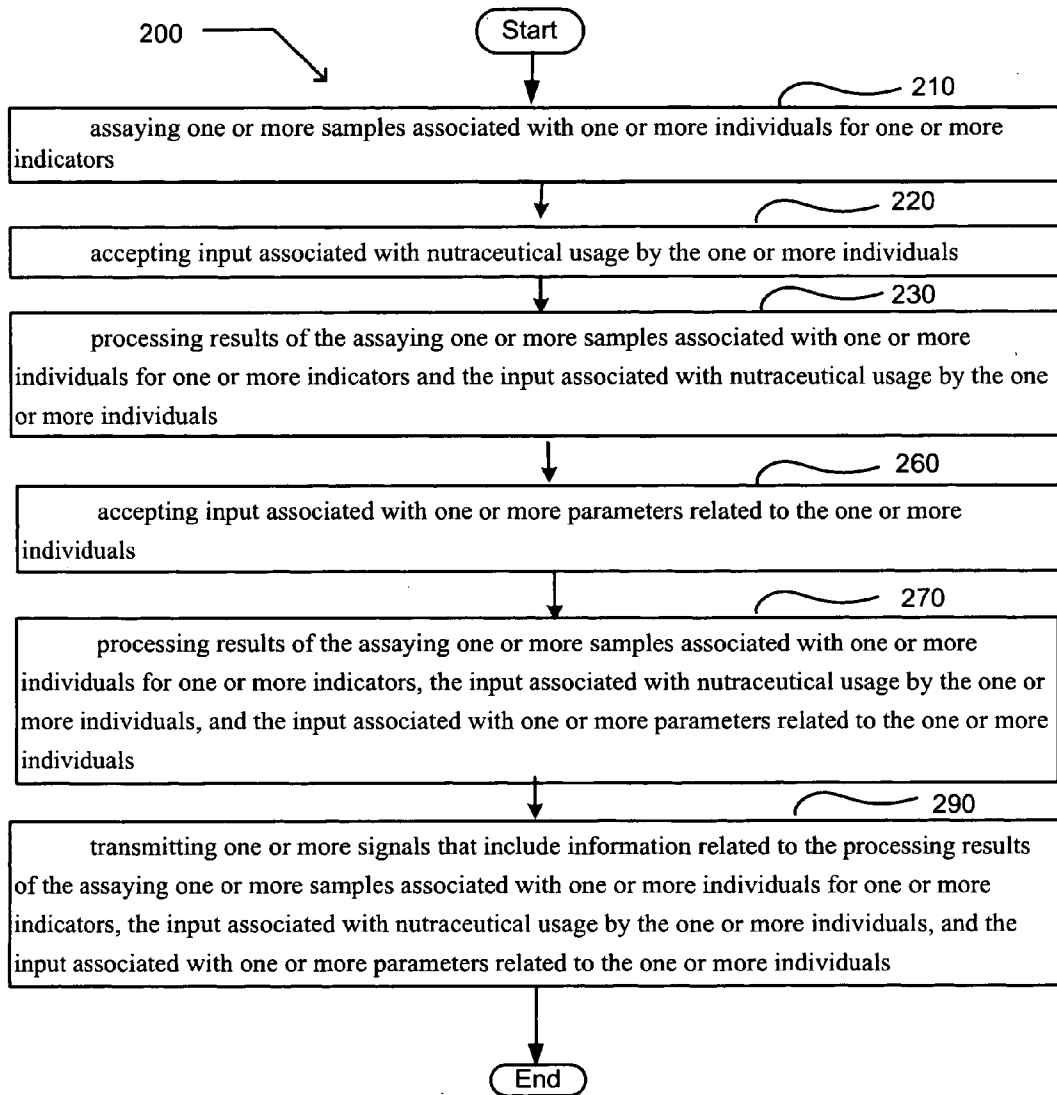 200
Start
210
assaying one or more samples associated with one or more individuals for one or more
indicators
220
accepting input associated with nutraceutical usage by the one or more individuals
230
processing results of the assaying one or more samples associated with one or more
individuals for one or more indicators and the input associated with nutraceutical usage by the one
or more individuals
260
accepting input associated with one or more parameters related to the one or more
individuals
270
processing results of the assaying one or more samples associated with one or more
individuals for one or more indicators, the input associated with nutraceutical usage by the one or
more individuals, and the input associated with one or more parameters related to the one or more
individuals
290
transmitting one or more signals that include information related to the processing results
of the assaying one or more samples associated with one or more individuals for one or more
indicators, the input associated with nutraceutical usage by the one or more individuals, and the
input associated with one or more parameters related to the one or more individuals
End